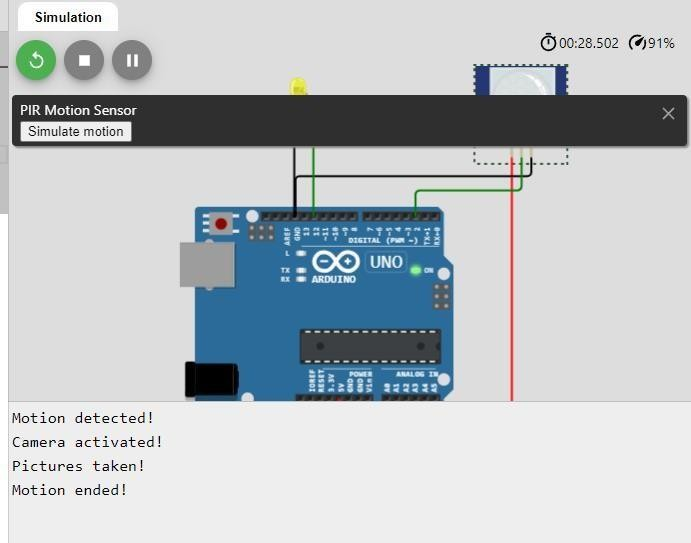 Simulation
00:28.502 91%
PIR Motion Sensor
Simulate motion
AREF
GND
13
12
~11
~10
~9
8
7
~6
~5
4
~3
2
TX→1
RX←0
DIGITAL (PWM ~)
L
TX
RX
UNO
ON
ARDUINO
IOREF
RESET
3.3V
5V
GND
GND
Vin
POWER
ANALOG IN
A0
A1
A2
A3
A4
A5
Motion detected!
Camera activated!
Pictures taken!
Motion ended!